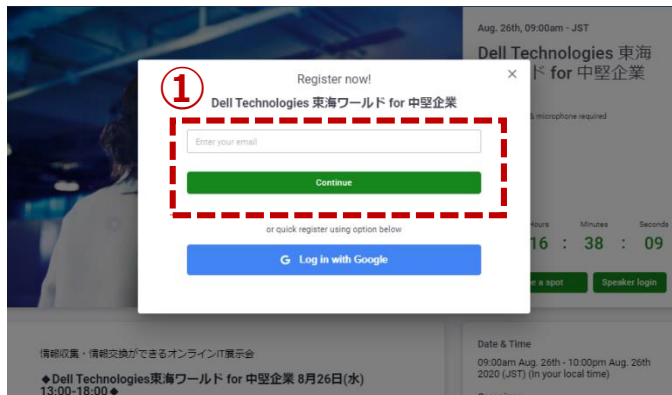 Aug. 26th, 09:00am - JST
Dell Technologies 東海
ド for 中堅企業
& microphone required
①
Register now!
×
Dell Technologies 東海ワールド for 中堅企業
Enter your email
Continue
or quick register using option below
G Log in with Google
Hours Minutes Seconds
16 : 38 : 09
e a spot
Speaker login
情報収集・情報交換ができるオンラインIT展示会
◆Dell Technologies東海ワールド for 中堅企業 8月26日(水)
13:00-18:00◆
Date & Time
09:00am Aug. 26th - 10:00pm Aug. 26th
2020 (JST) (in your local time)